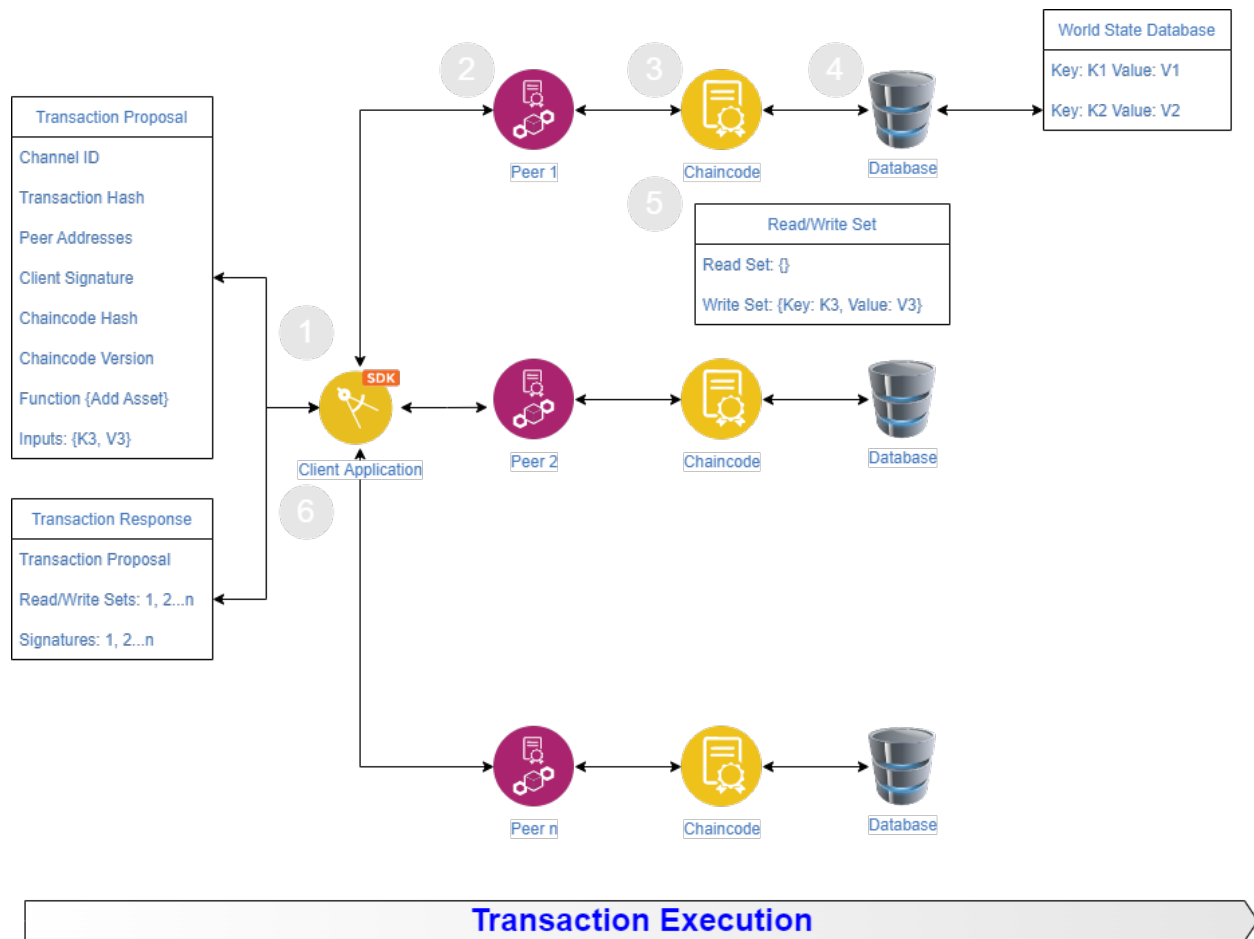 World State Database
Key: K1 Value: V1
Key: K2 Value: V2
2
3
4
Transaction Proposal
Channel ID
Transaction Hash
Peer Addresses
Client Signature
Chaincode Hash
Chaincode Version
Function {Add Asset}
Inputs: {K3, V3}
Peer 1
Chaincode
Database
5
Read/Write Set
Read Set: {}
Write Set: {Key: K3, Value: V3}
1
SDK
Client Application
Peer 2
Chaincode
Database
6
Transaction Response
Transaction Proposal
Read/Write Sets: 1, 2...n
Signatures: 1, 2...n
Peer n
Chaincode
Database
Transaction Execution